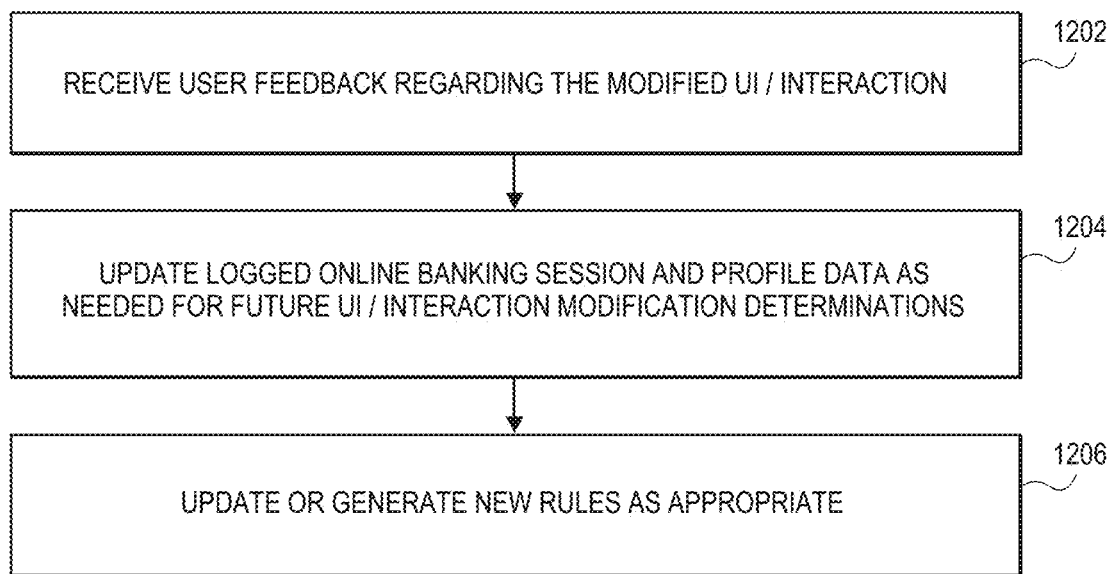 1202
RECEIVE USER FEEDBACK REGARDING THE MODIFIED UI / INTERACTION
1204
UPDATE LOGGED ONLINE BANKING SESSION AND PROFILE DATA AS
NEEDED FOR FUTURE UI / INTERACTION MODIFICATION DETERMINATIONS
1206
UPDATE OR GENERATE NEW RULES AS APPROPRIATE